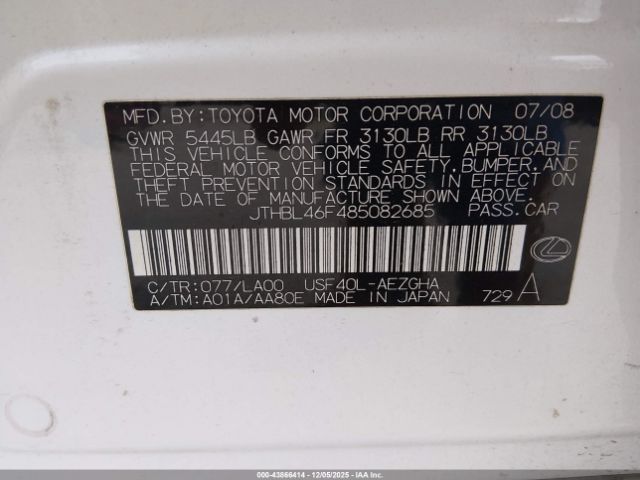 MFD.BY:TOYOTA MOTOR CORPORATION 07/08
GVWR 5445LB GAWR FR 3130LB RR 3130LB
THIS VEHICLE CONFORMS TO ALL APPLICABLE
FEDERAL MOTOR VEHICLE SAFETY,BUMPER,AND
THEFT PREVENTION STANDARDS IN EFFECT ON
THE DATE OF MANUFACTURE SHOWN ABOVE.
JTHBL46F485082685 PASS.CAR
C/TR:077/LA00 USF40L-AEZGHA
A/TM:A01A/AA80E MADE IN JAPAN 729 A
000-43866414 | 12/05/2025 | IAAI.COM